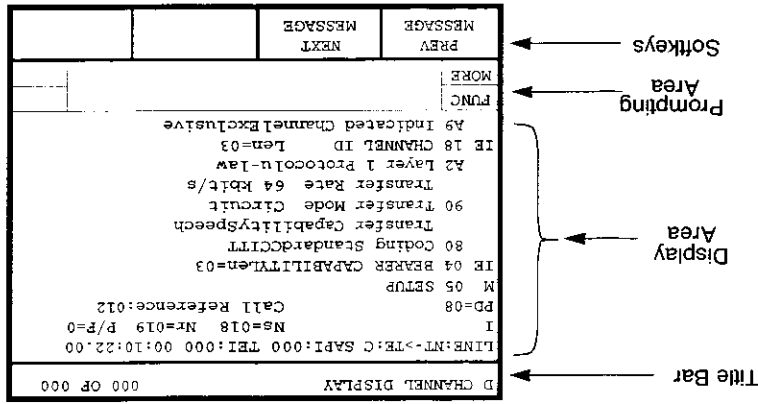 Title Bar
D CHANNEL DISPLAY 000 OF 000
LINE:NT->TE:C SAPI:000 TEI:000 00:10:22.00
I Ns=018 Nr=019 P/F=0
PD=08 Call Reference:012
M 05 SETUP
IE 04 BEARER CAPABILITYLen=03
80 Coding StandardCCITT
Transfer CapabilitySpeech
90 Transfer Mode Circuit
Transfer Rate 64 kbit/s
A2 Layer 1 Protocolu-law
IE 18 CHANNEL ID Len=03
A9 Indicated ChannelExclusive
Display
Area
FUNC
MORE
Prompting
Area
PREV
MESSAGE
NEXT
MESSAGE
Softkeys